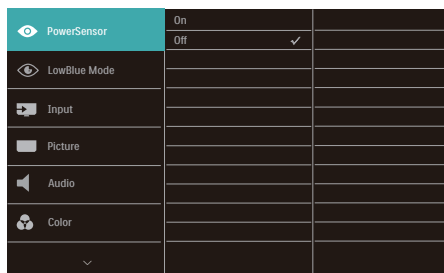 PowerSensor
On
Off
LowBlue Mode
Input
Picture
Audio
Color